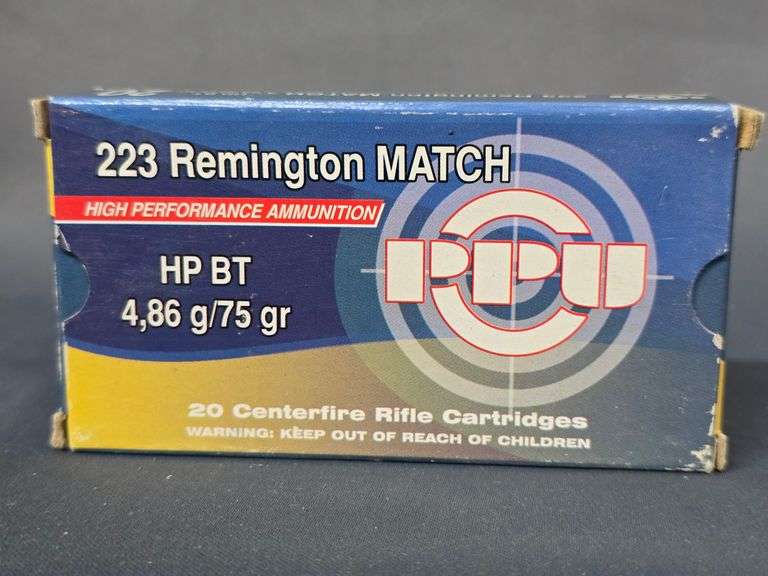 223 Remington MATCH
HIGH PERFORMANCE AMMUNITION
PPU
HP BT
4,86 g/75 gr
20 Centerfire Rifle Cartridges
WARNING: KEEP OUT OF REACH OF CHILDREN